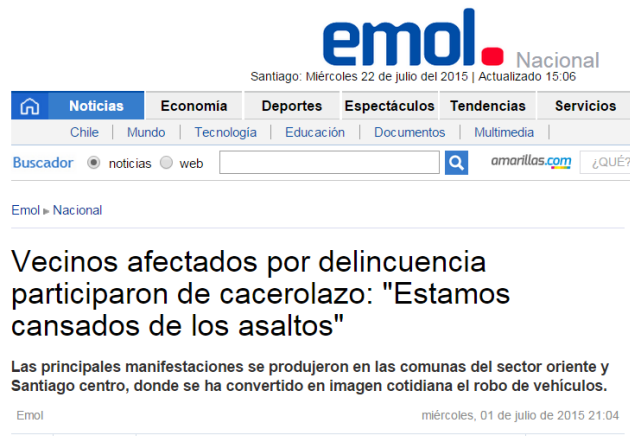 emol.
Nacional
Santiago: Miércoles 22 de julio del 2015 | Actualizado 15:06
Noticias Economía Deportes Espectáculos Tendencias Servicios
Chile | Mundo | Tecnología | Educación | Documentos | Multimedia |
Buscador noticias web amarillas.com ¿QUÉ?
Emol ▸ Nacional
Vecinos afectados por delincuencia
participaron de cacerolazo: "Estamos
cansados de los asaltos"
Las principales manifestaciones se produjeron en las comunas del sector oriente y
Santiago centro, donde se ha convertido en imagen cotidiana el robo de vehículos.
Emol miércoles, 01 de julio de 2015 21:04